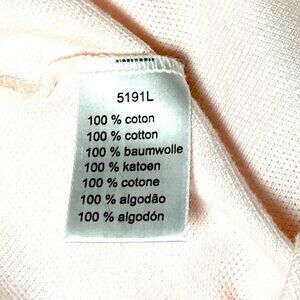 5191L
100 % coton
100 % cotton
100 % baumwolle
100 % katoen
100 % cotone
100 % algodão
100 % algodón